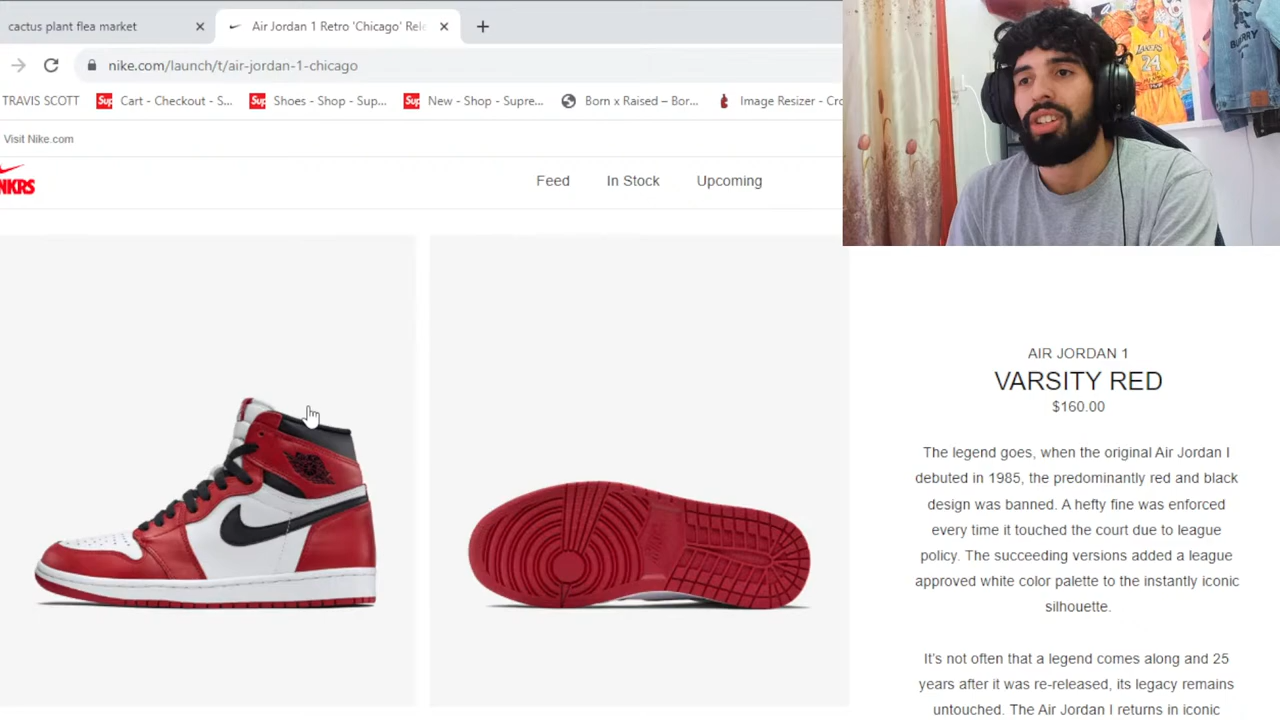 cactus plant flea market
Air Jordan 1 Retro 'Chicago' Rele
nike.com/launch/t/air-jordan-1-chicago
TRAVIS SCOTT
Cart - Checkout - S...
Shoes - Shop - Sup...
New - Shop - Supre...
Born x Raised – Bor...
Image Resizer - Cro
Visit Nike.com
NKRS
Feed
In Stock
Upcoming
LAKERS
24
AIR JORDAN 1
VARSITY RED
$160.00
The legend goes, when the original Air Jordan I
debuted in 1985, the predominantly red and black
design was banned. A hefty fine was enforced
every time it touched the court due to league
policy. The succeeding versions added a league
approved white color palette to the instantly iconic
silhouette.
It's not often that a legend comes along and 25
years after it was re-released, its legacy remains
untouched. The Air Jordan I returns in iconic